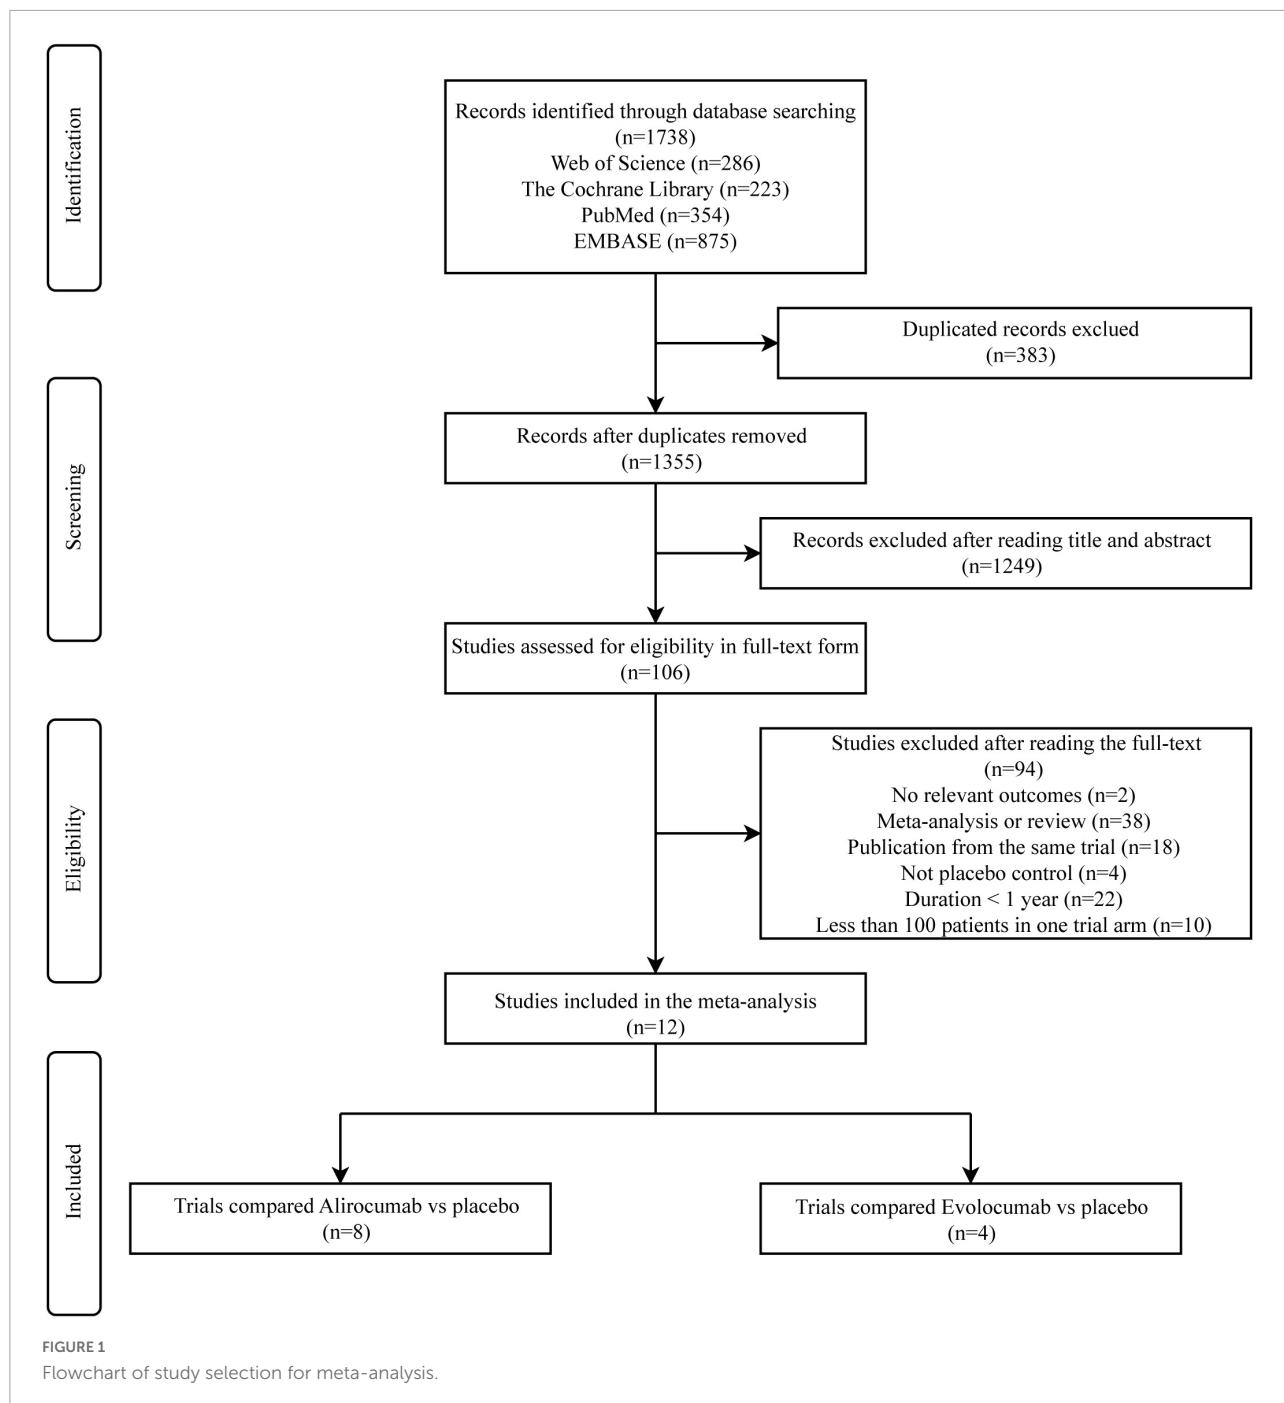 Identification
Records identified through database searching
(n=1738)
Web of Science (n=286)
The Cochrane Library (n=223)
PubMed (n=354)
EMBASE (n=875)
Duplicated records exclued
(n=383)
Screening
Records after duplicates removed
(n=1355)
Records excluded after reading title and abstract
(n=1249)
Studies assessed for eligibility in full-text form
(n=106)
Eligibility
Studies excluded after reading the full-text
(n=94)
No relevant outcomes (n=2)
Meta-analysis or review (n=38)
Publication from the same trial (n=18)
Not placebo control (n=4)
Duration < 1 year (n=22)
Less than 100 patients in one trial arm (n=10)
Studies included in the meta-analysis
(n=12)
Included
Trials compared Alirocumab vs placebo
(n=8)
Trials compared Evolocumab vs placebo
(n=4)
FIGURE 1
Flowchart of study selection for meta-analysis.